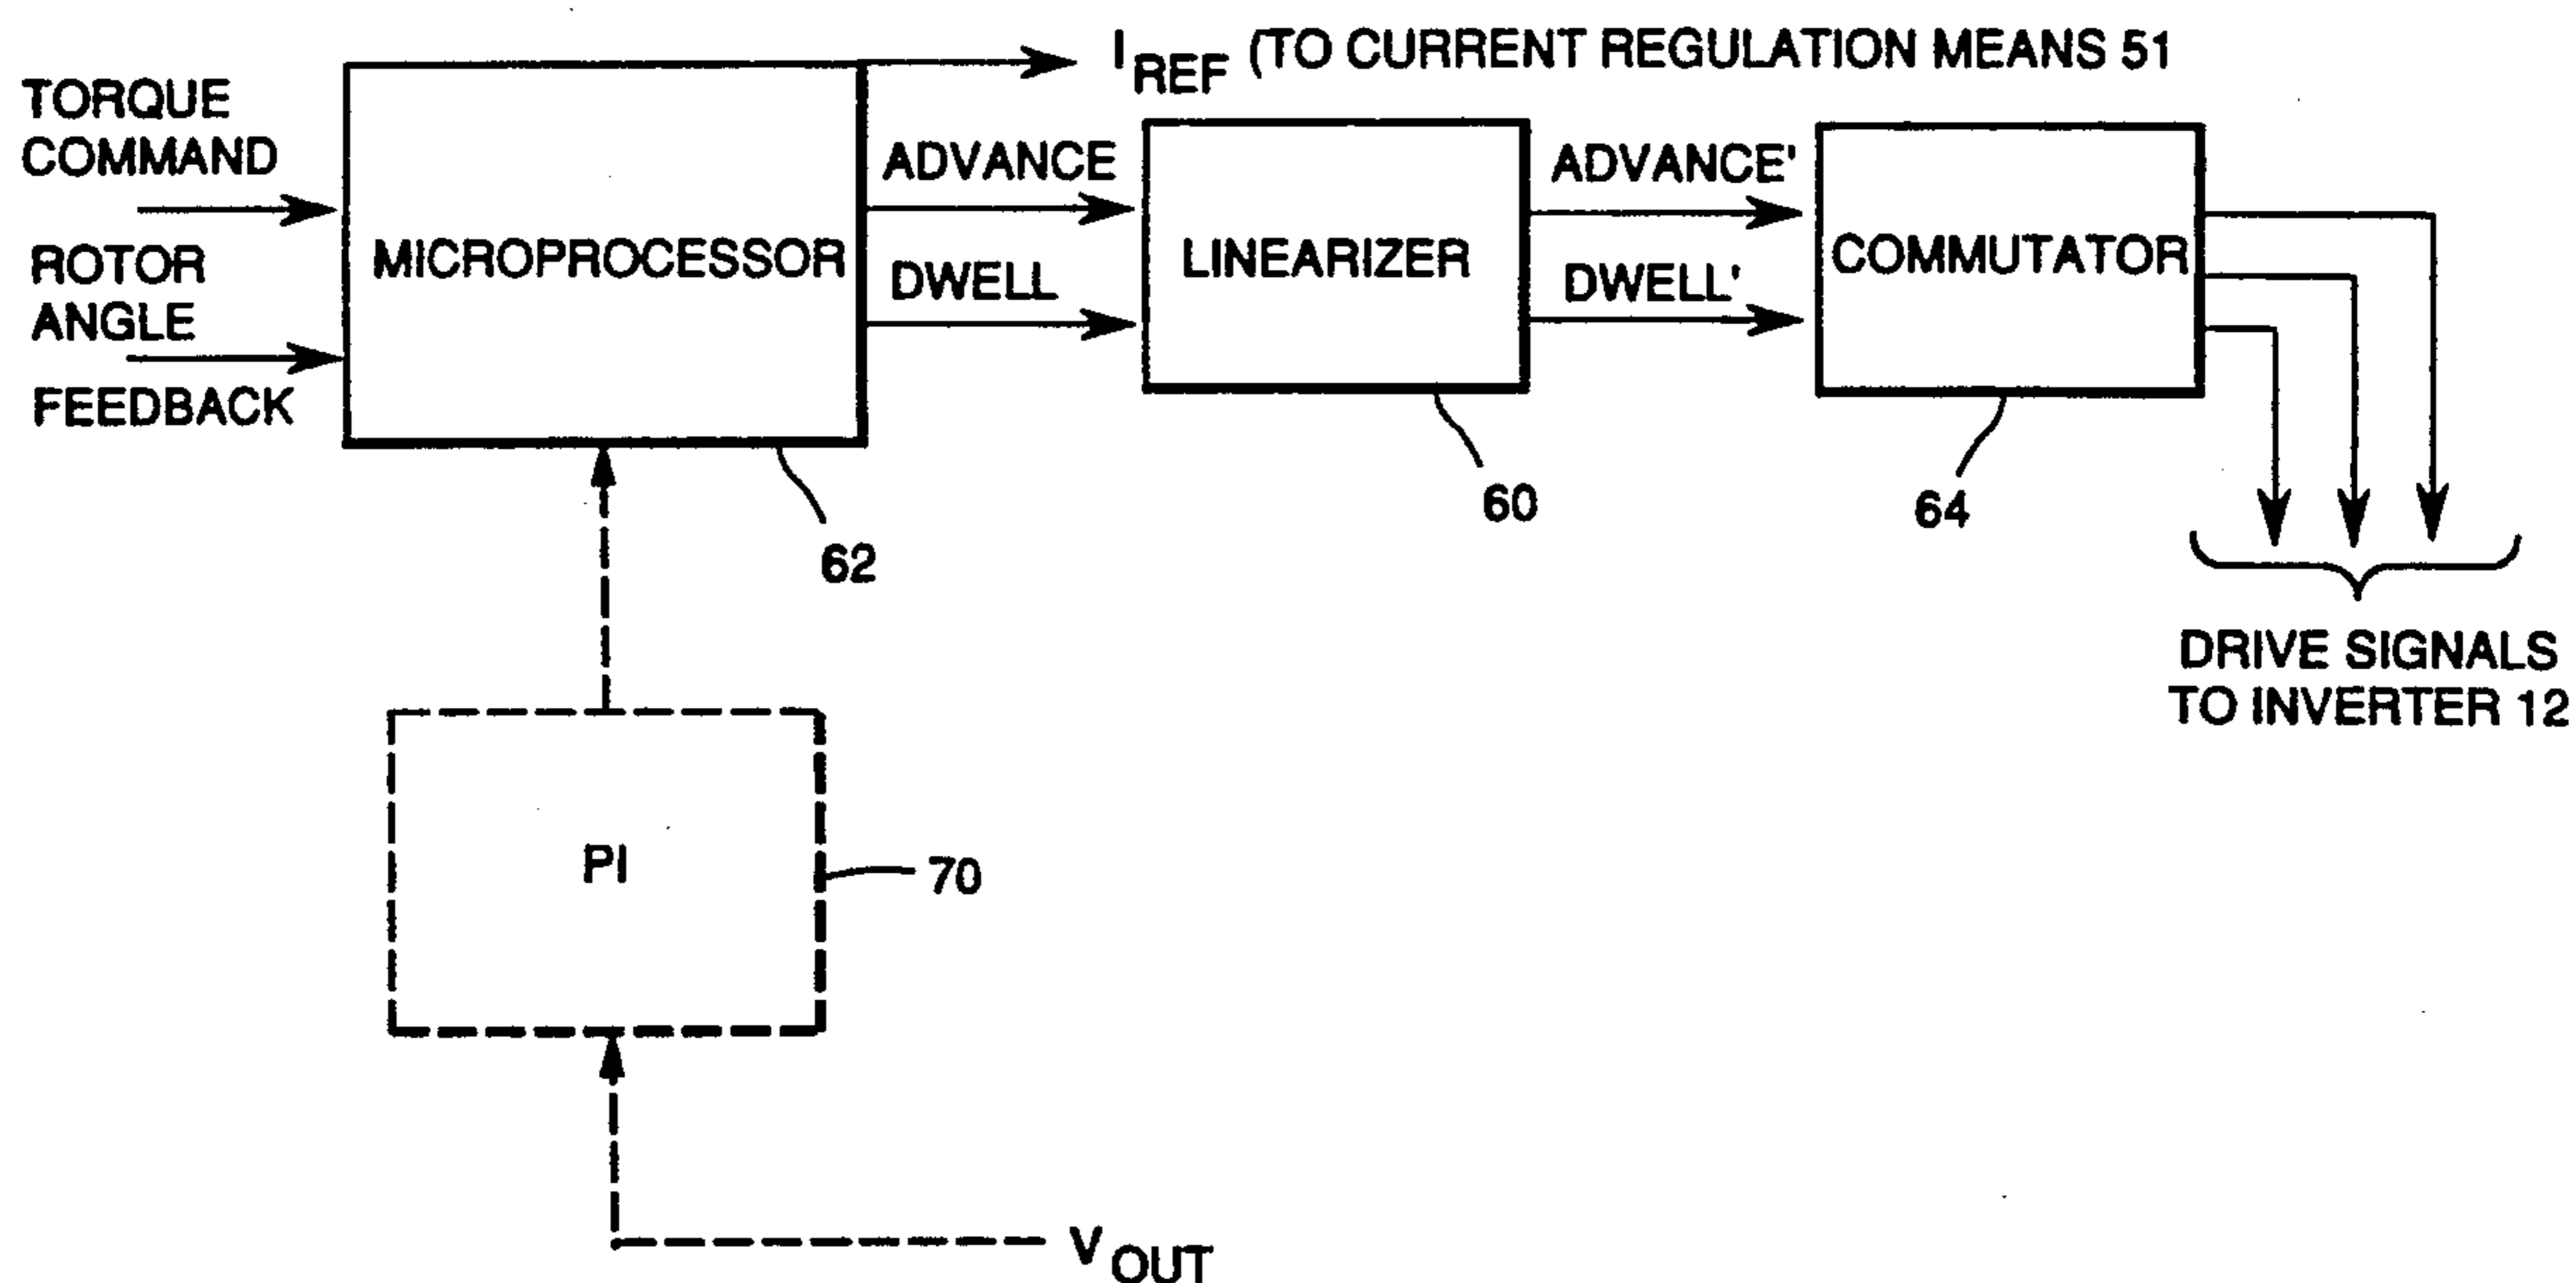 I REF (TO CURRENT REGULATION MEANS 51
TORQUE
COMMAND
ROTOR
ANGLE
FEEDBACK
MICROPROCESSOR
ADVANCE
DWELL
LINEARIZER
ADVANCE'
DWELL'
COMMUTATOR
62
60
64
DRIVE SIGNALS
TO INVERTER 12
PI
70
V OUT